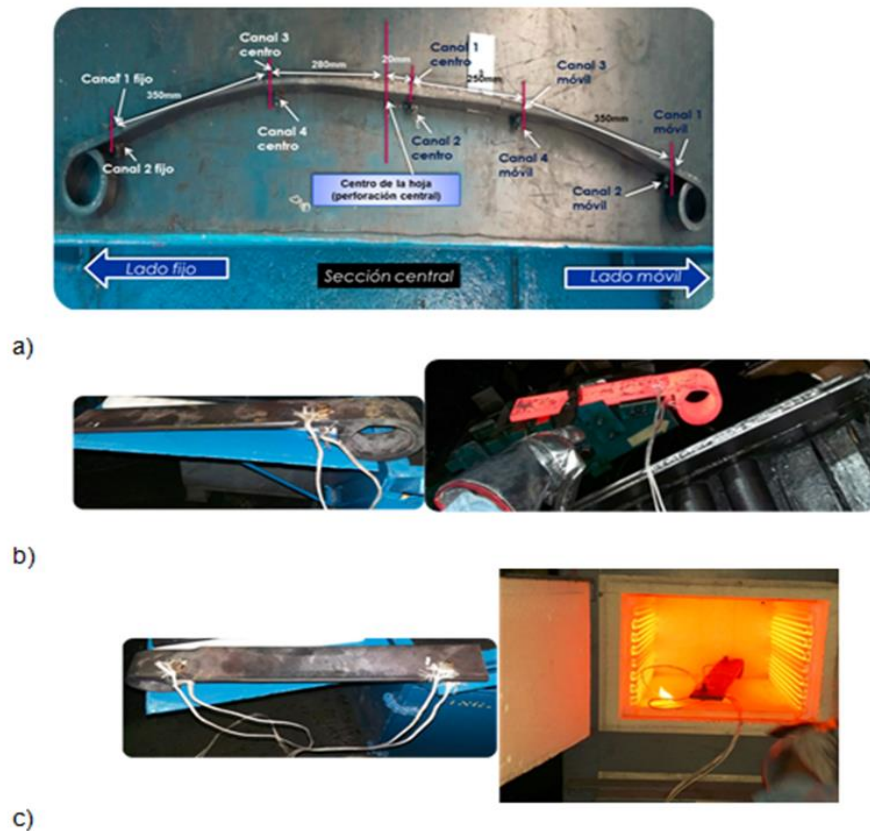 Canal 3
centro
280mm
20mm
Canal 1
centro
Canal 3
móvil
Canal 1 fijo
350mm
250mm
350mm
Canal 1
móvil
Canal 4
centro
Canal 2
centro
Canal 4
móvil
Canal 2 fijo
Canal 2
móvil
Centro de la hoja
(perforación central)
Lado fijo
Sección central
Lado móvil
a)
b)
c)